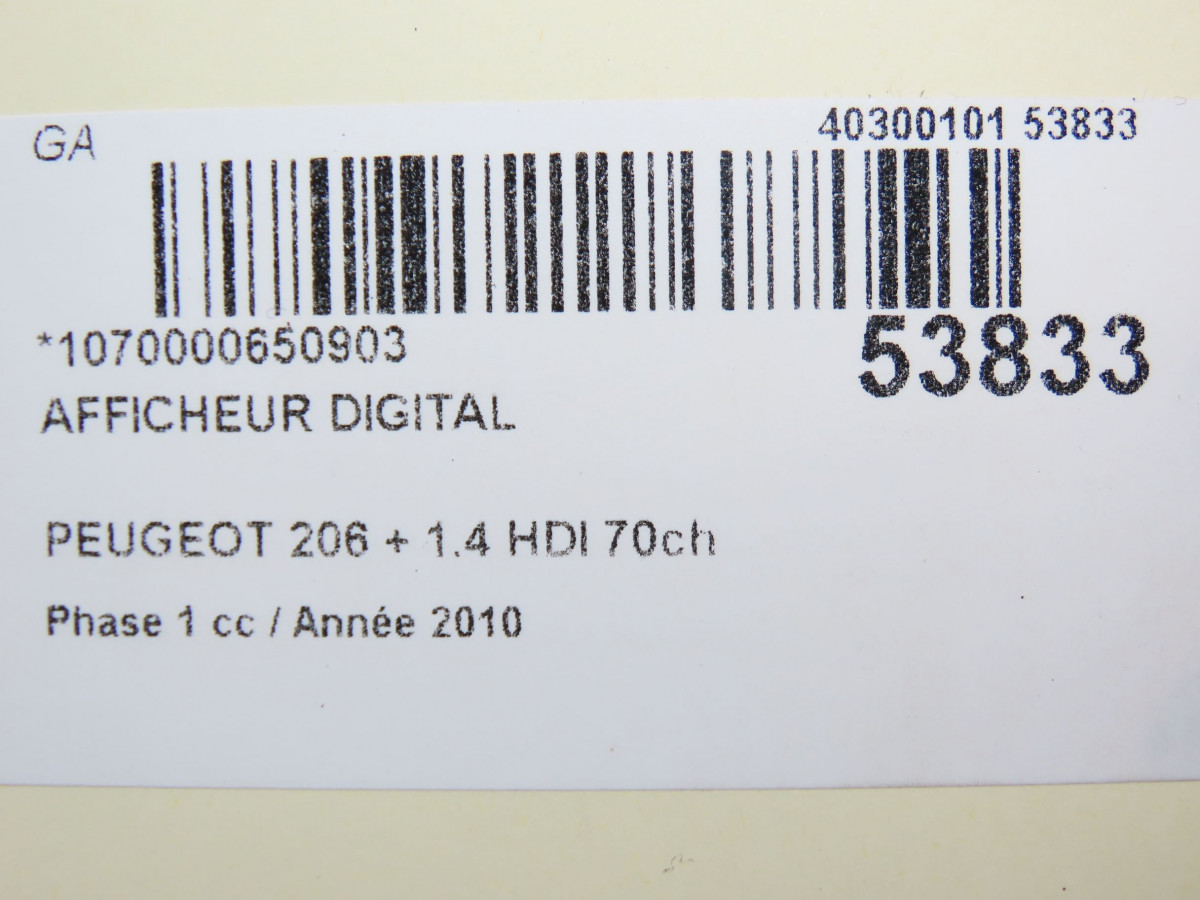 GA
40300101 53833
*1070000650903
53833
AFFICHEUR DIGITAL
PEUGEOT 206 + 1.4 HDI 70ch
Phase 1 cc / Année 2010